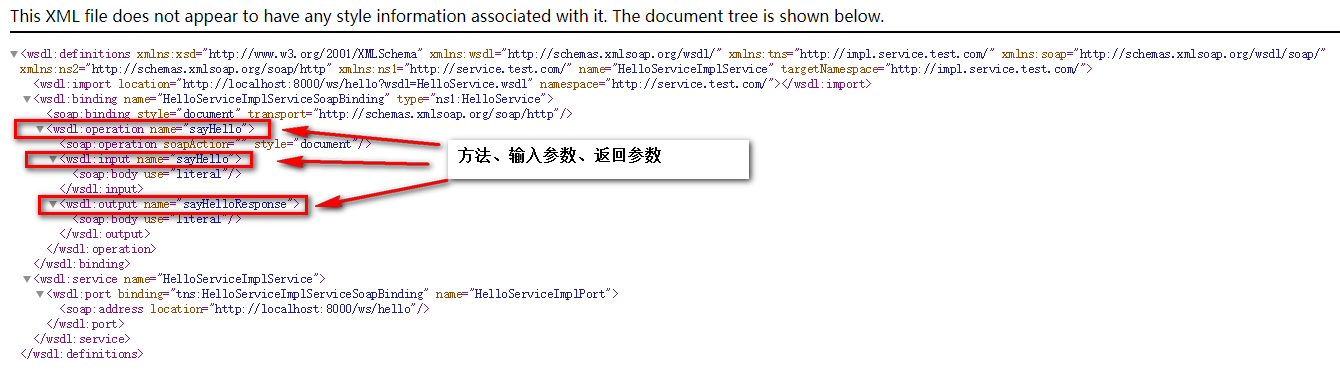 This XML file does not appear to have any style information associated with it. The document tree is shown below.
▼<wsdl:definitions xmlns:xsd="http://www.w3.org/2001/XMLSchema" xmlns:wsdl="http://schemas.xmlsoap.org/wsdl/" xmlns:tns="http://impl.service.test.com/" xmlns:soap="http://schemas.xmlsoap.org/wsdl/soap/"
xmlns:ns2="http://schemas.xmlsoap.org/soap/http" xmlns:ns1="http://service.test.com/" name="HelloServiceImplService" targetNamespace="http://impl.service.test.com/">
<wsdl:import location="http://localhost:8000/ws/hello?wsdl=HelloService.wsdl" namespace="http://service.test.com/"></wsdl:import>
▼<wsdl:binding name="HelloServiceImplServiceSoapBinding" type="ns1:HelloService">
<soap:binding style="document" transport="http://schemas.xmlsoap.org/soap/http"/>
▼<wsdl:operation name="sayHello">
<soap:operation soapAction="" style="document"/>
▼<wsdl:input name="sayHello">
方法、输入参数、返回参数
<soap:body use="literal"/>
</wsdl:input>
▼<wsdl:output name="sayHelloResponse">
<soap:body use="literal"/>
</wsdl:output>
</wsdl:operation>
</wsdl:binding>
▼<wsdl:service name="HelloServiceImplService">
▼<wsdl:port binding="tns:HelloServiceImplServiceSoapBinding" name="HelloServiceImplPort">
<soap:address location="http://localhost:8000/ws/hello"/>
</wsdl:port>
</wsdl:service>
</wsdl:definitions>